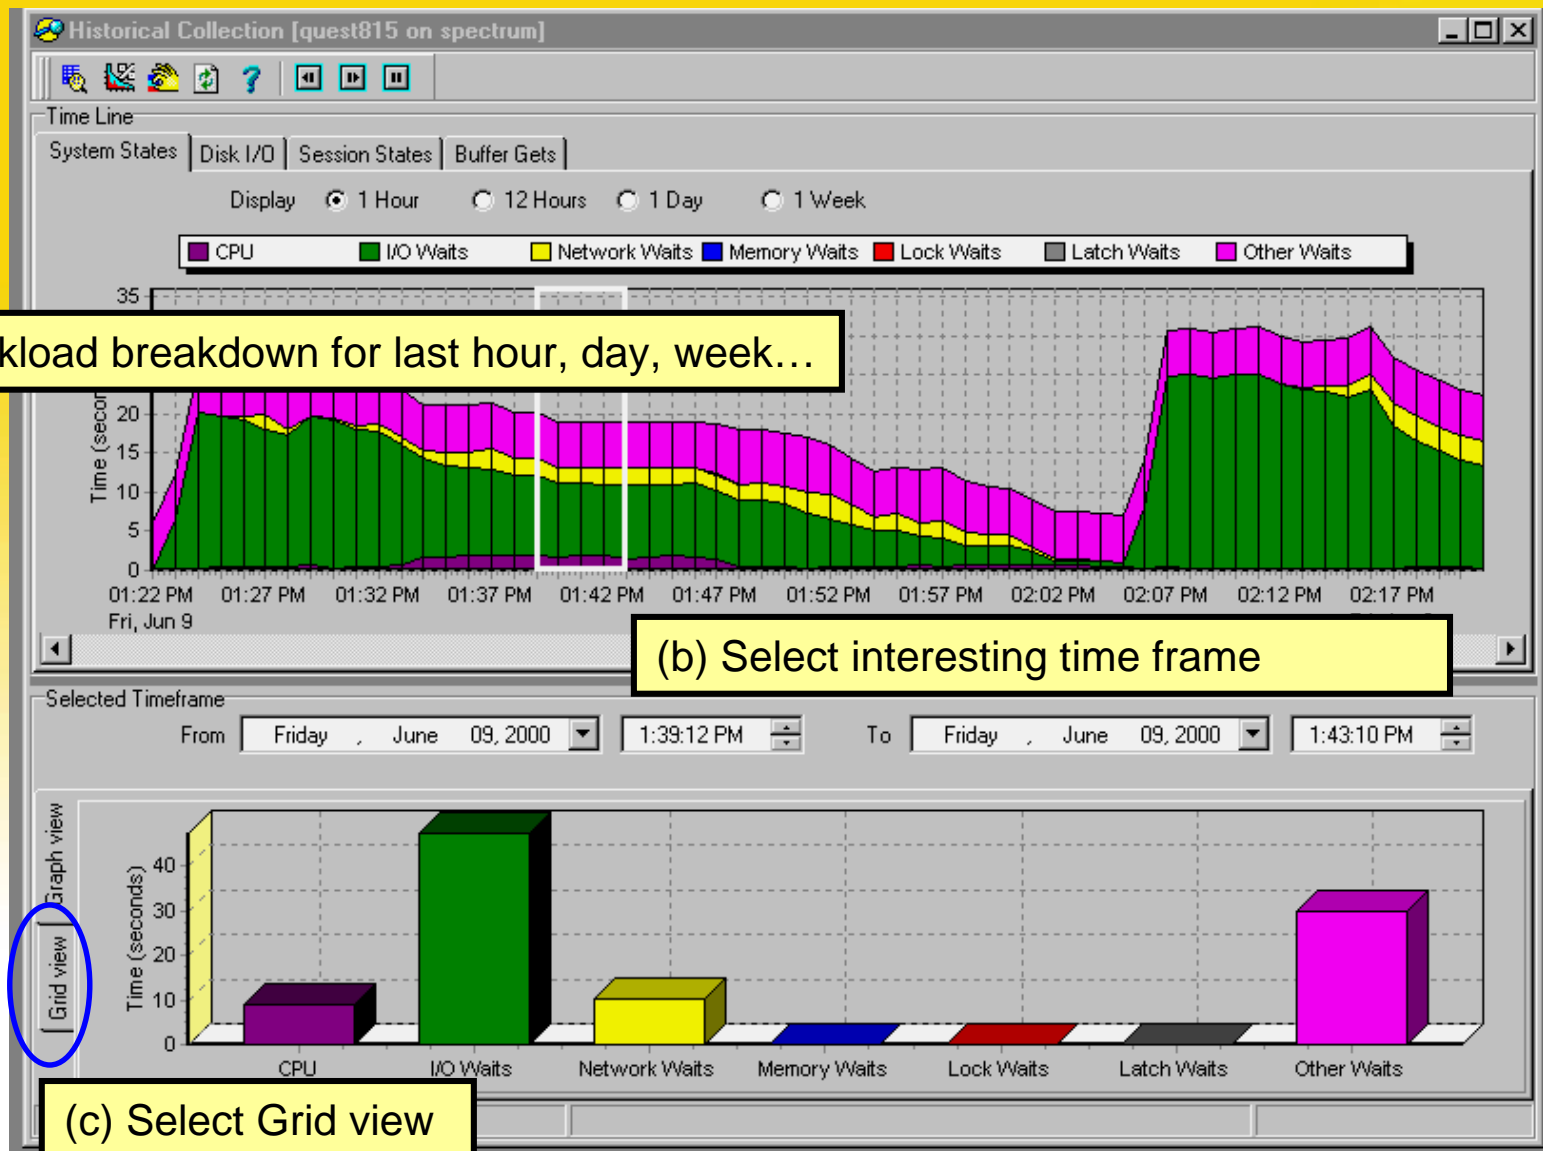 Historical Collection [quest815 on spectrum]
Time Line
System States Disk I/O Session States Buffer Gets
Display 1 Hour 12 Hours 1 Day 1 Week
CPU I/O Waits Network Waits Memory Waits Lock Waits Latch Waits Other Waits
35
breakdown for last hour, day, week…
Time
20
15
10
5
0
01:22 PM 01:27 PM 01:32 PM 01:37 PM 01:42 PM 01:47 PM 01:52 PM 01:57 PM 02:02 PM 02:07 PM 02:12 PM 02:17 PM
Fri, Jun 9
(b) Select interesting time frame
Selected Timeframe
From Friday , June 09, 2000 1:39:12 PM To Friday , June 09, 2000 1:43:10 PM
Graph view
Grid view
Time (seconds)
40
30
20
10
0
CPU I/O Waits Network Waits Memory Waits Lock Waits Latch Waits Other Waits
(c) Select Grid view